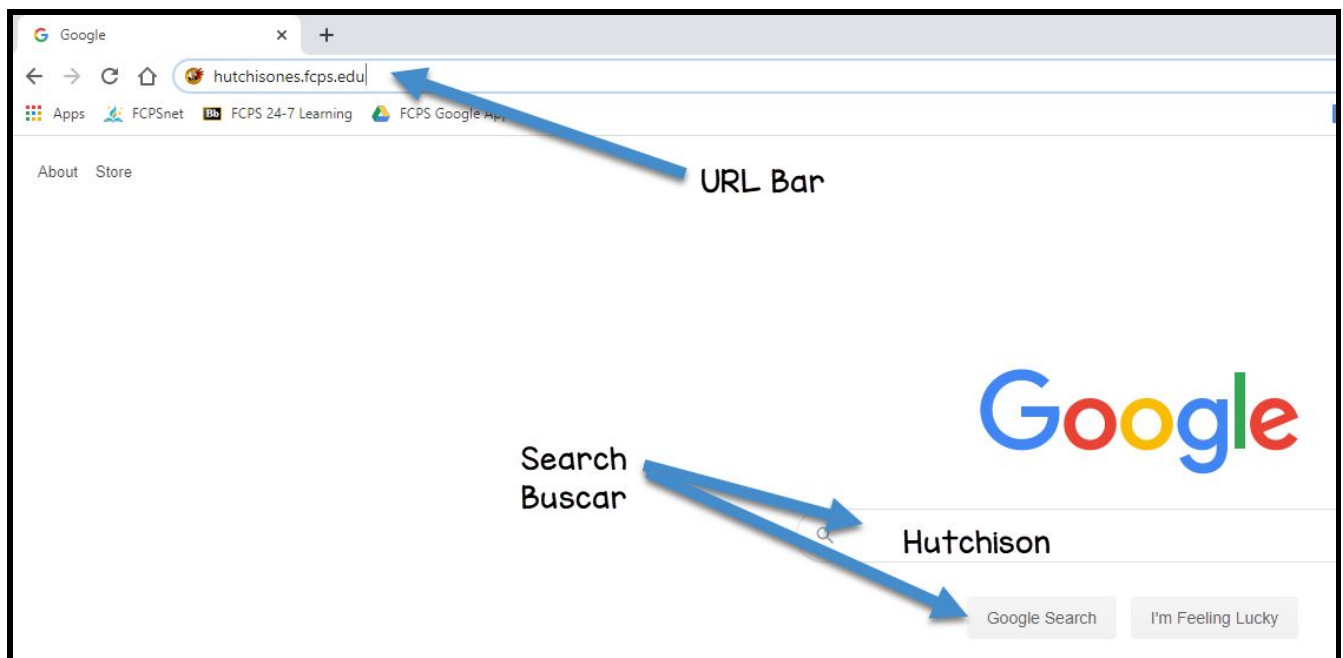 Google
hutchisones.fcps.edu
Apps FCPSnet Bb FCPS 24-7 Learning FCPS Google
About Store
URL Bar
Google
Search
Buscar
Hutchison
Google Search I'm Feeling Lucky